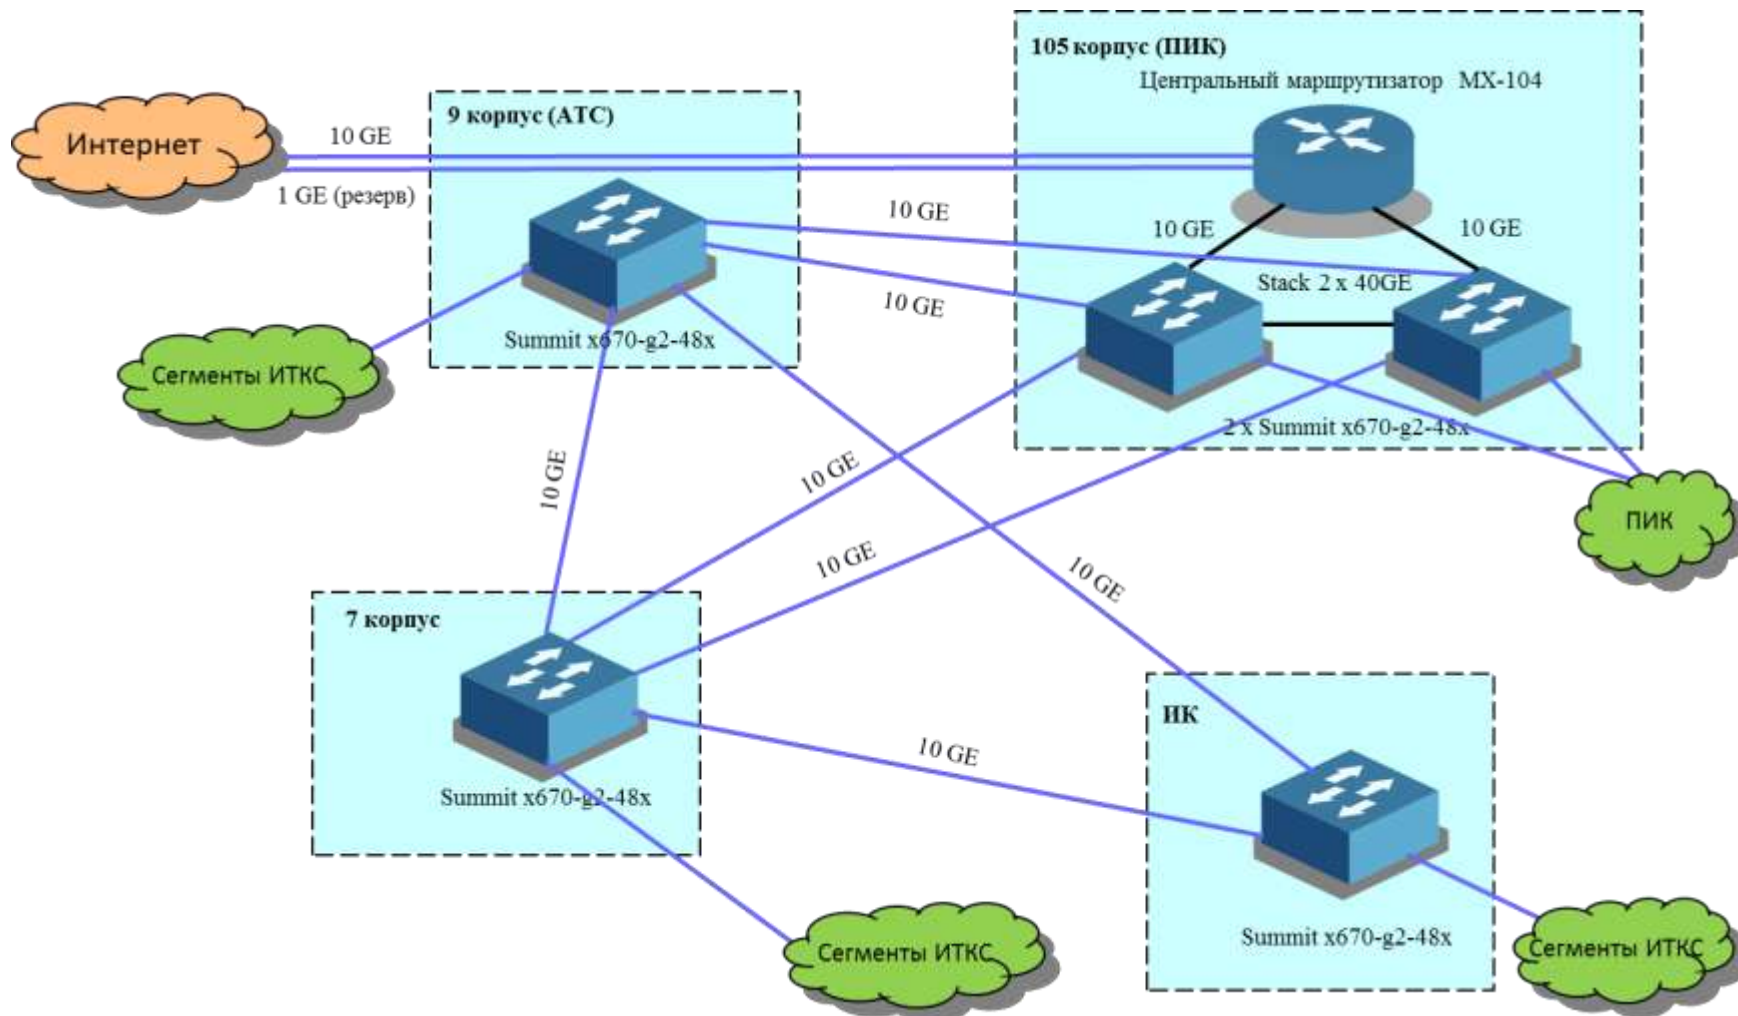 105 корпус (ПИК)
Центральный маршрутизатор MX-104
9 корпус (АТС)
Интернет
10 GE
1 GE (резерв)
10 GE
10 GE
10 GE
10 GE
Stack 2 x 40GE
Summit x670-g2-48x
Сегменты ИТКС
2 x Summit x670-g2-48x
10 GE
10 GE
10 GE
10 GE
ПИК
7 корпус
Summit x670-g2-48x
10 GE
ИК
Summit x670-g2-48x
Сегменты ИТКС
Сегменты ИТКС